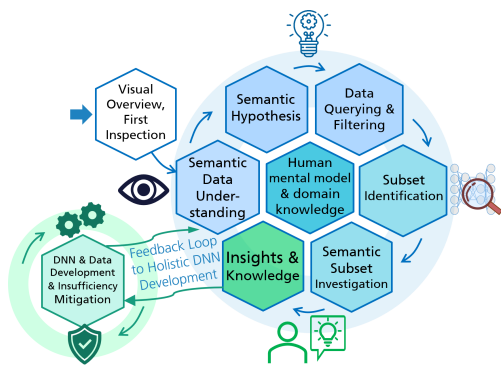 Visual
Overview,
First
Inspection
Semantic
Hypothesis
Data
Querying &
Filtering
Semantic
Data
Under-
standing
Human
mental model
& domain
knowledge
Subset
Identification
Insights &
Knowledge
Semantic
Subset
Investigation
Feedback Loop
to Holistic DNN
Development
DNN & Data
Development
& Insufficiency
Mitigation